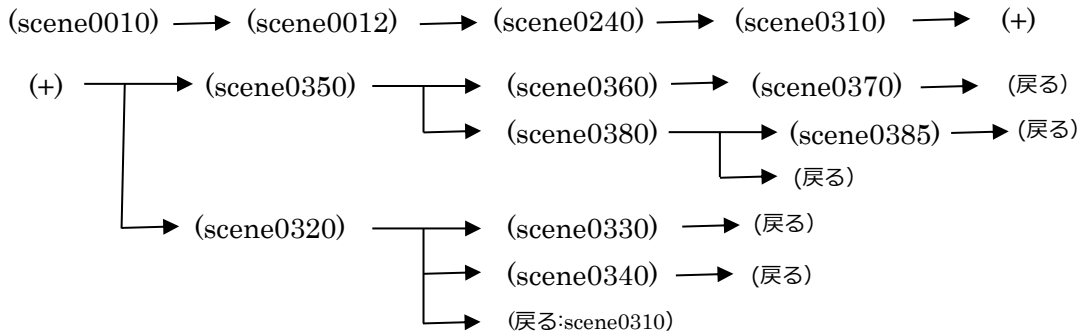 (scene0010) → (scene0012) → (scene0240) → (scene0310) → (+)
(+) → (scene0350) → (scene0360) → (scene0370) → (戻る)
(scene0380) → (scene0385) → (戻る)
(戻る)
(scene0320) → (scene0330) → (戻る)
(scene0340) → (戻る)
(戻る:scene0310)